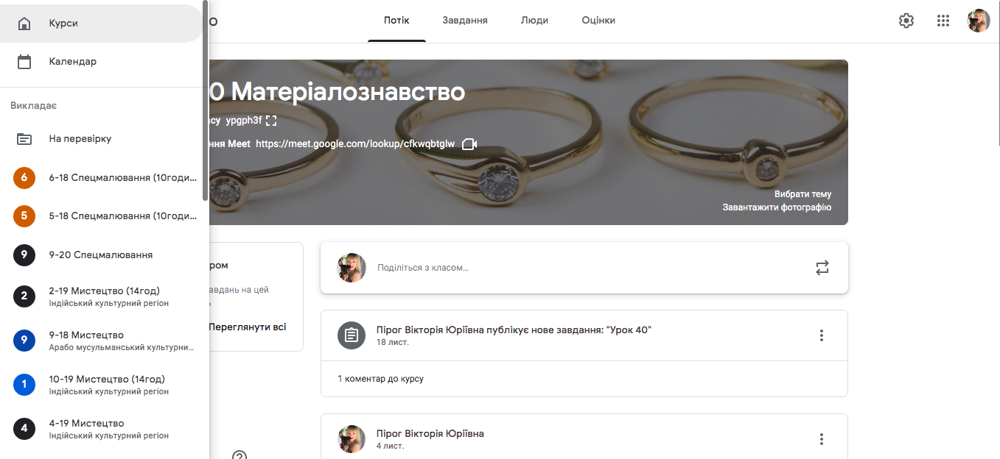 Курси
Календар
Викладає
На перевірку
6
6-18 Спецмалювання (10годи...
5
5-18 Спецмалювання (10годи...
9
9-20 Спецмалювання
2
2-19 Мистецтво (14год)
Індійський культурний регіон
9
9-18 Мистецтво
Арабо мусульманський культурни...
1
10-19 Мистецтво (14год)
Індійський культурний регіон
4
4-19 Мистецтво
Індійський культурний регіон
о
Потік
Завдання
Люди
Оцінки
0 Матеріалознавство
су ypgph3f
ння Meet https://meet.google.com/lookup/cfkwqbtglw
Вибрати тему
Завантажити фотографію
ром
авдань на цей
Переглянути всі
Поділіться з класом...
Пірог Вікторія Юріївна публікує нове завдання: "Урок 40"
18 лист.
1 коментар до курсу
Пірог Вікторія Юріївна
4 лист.